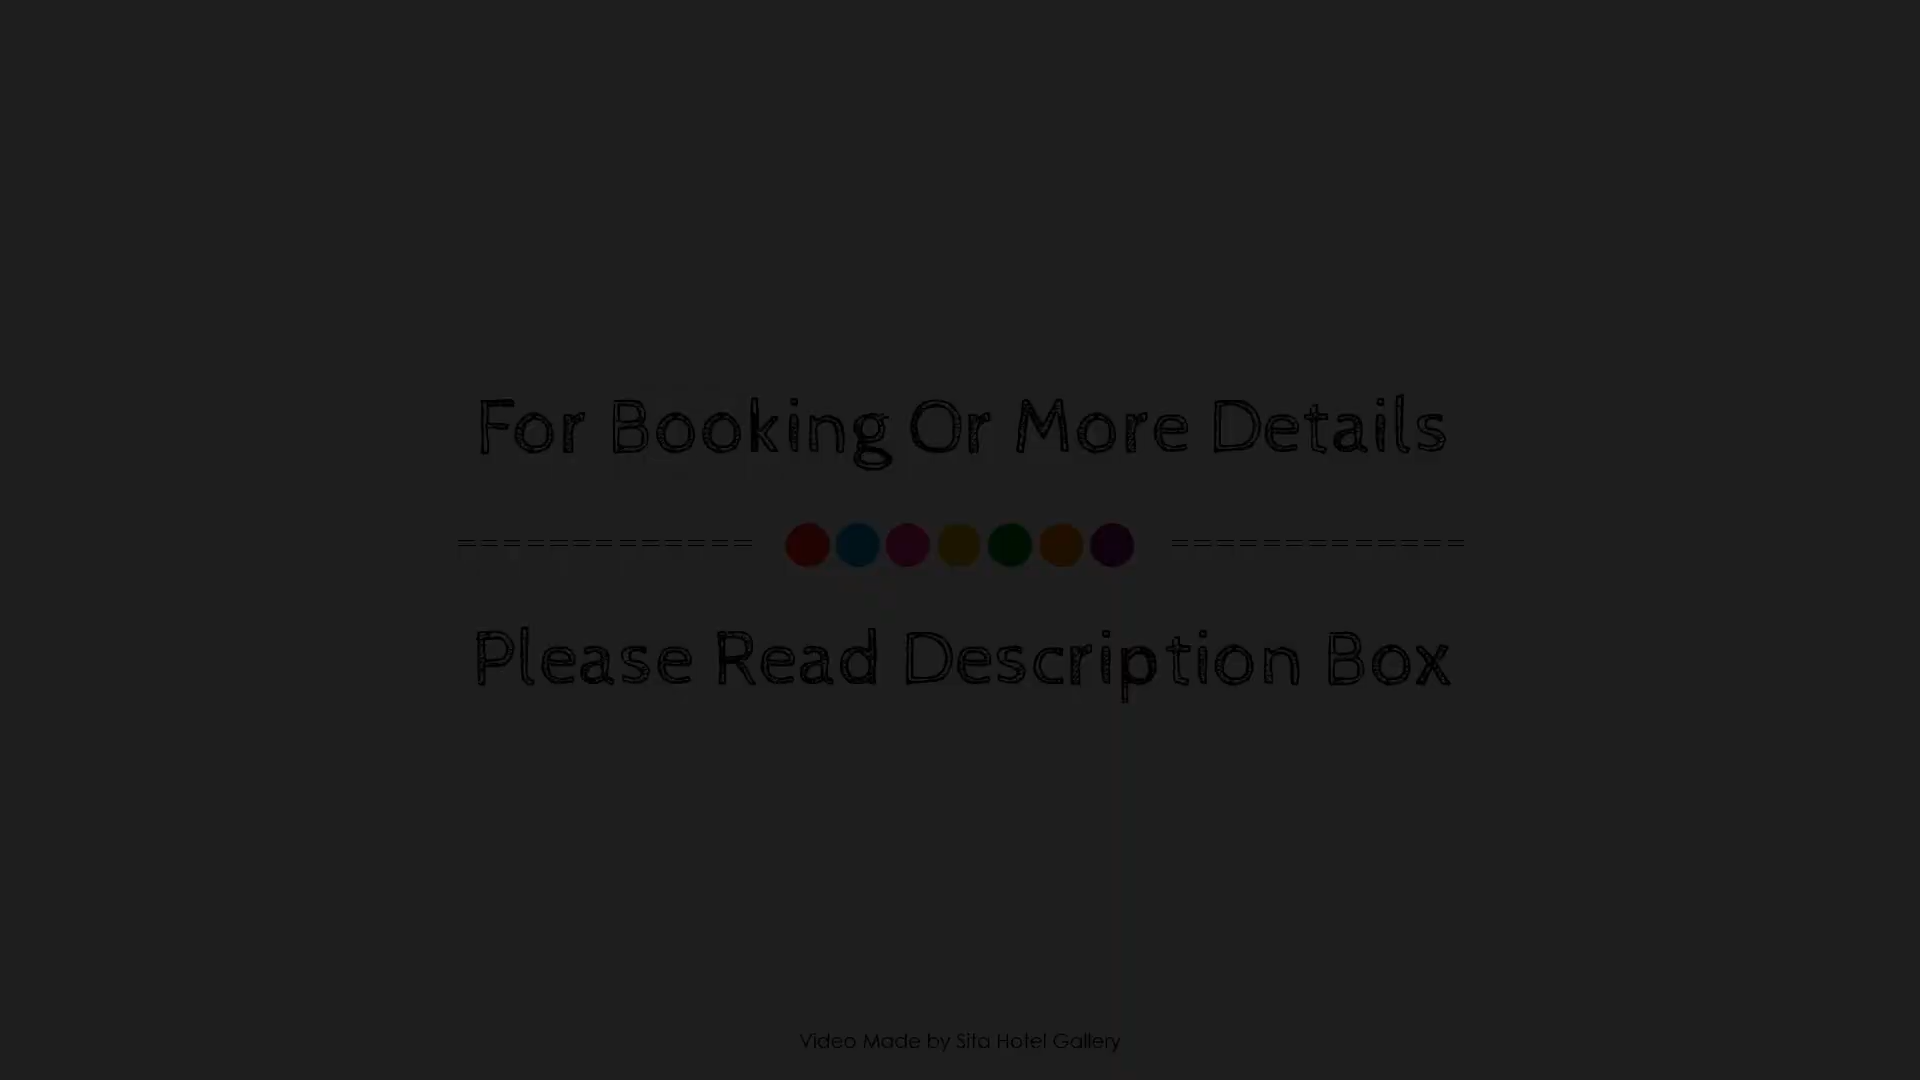 For Booking Or More Details
============= =============
Please Read Description Box
Video Made by Sita Hotel Gallery